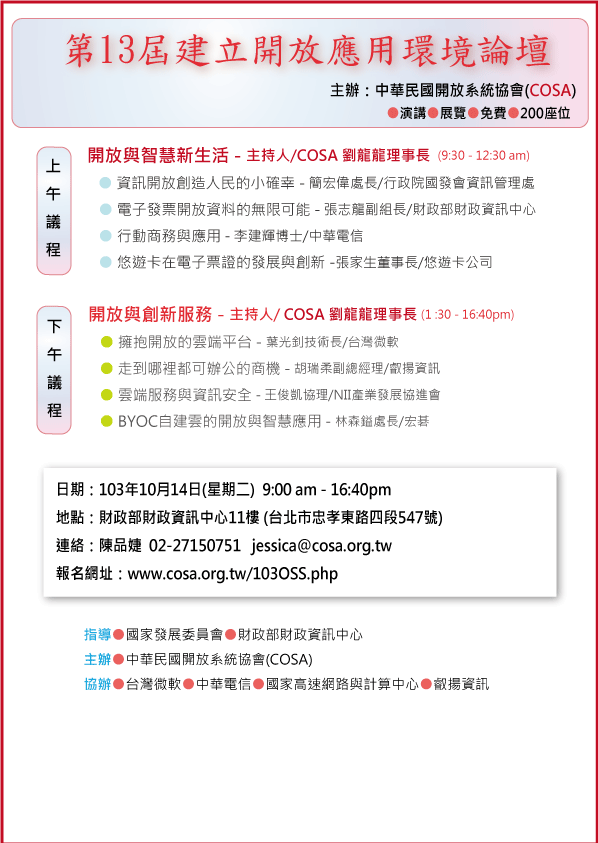 第13屆建立開放應用環境論壇
主辦：中華民國開放系統協會(COSA)
●演講●展覽●免費●200座位
上午議程
開放與智慧新生活 - 主持人/COSA 劉龍龍理事長 (9:30 - 12:30 am)
● 資訊開放創造人民的小確幸 - 簡宏偉處長/行政院國發會資訊管理處
● 電子發票開放資料的無限可能 - 張志龍副組長/財政部財政資訊中心
● 行動商務與應用 - 李建輝博士/中華電信
● 悠遊卡在電子票證的發展與創新 -張家生董事長/悠遊卡公司
下午議程
開放與創新服務 - 主持人/ COSA 劉龍龍理事長 (1 :30 - 16:40pm)
● 擁抱開放的雲端平台 - 葉光釗技術長/台灣微軟
● 走到哪裡都可辦公的商機 - 胡瑞柔副總經理/叡揚資訊
● 雲端服務與資訊安全 - 王俊凱協理/NII產業發展協進會
● BYOC自建雲的開放與智慧應用 - 林森鎰處長/宏碁
日期：103年10月14日(星期二) 9:00 am - 16:40pm
地點：財政部財政資訊中心11樓 (台北市忠孝東路四段547號)
連絡：陳品婕 02-27150751 jessica@cosa.org.tw
報名網址：www.cosa.org.tw/103OSS.php
指導●國家發展委員會●財政部財政資訊中心
主辦●中華民國開放系統協會(COSA)
協辦●台灣微軟●中華電信●國家高速網路與計算中心●叡揚資訊